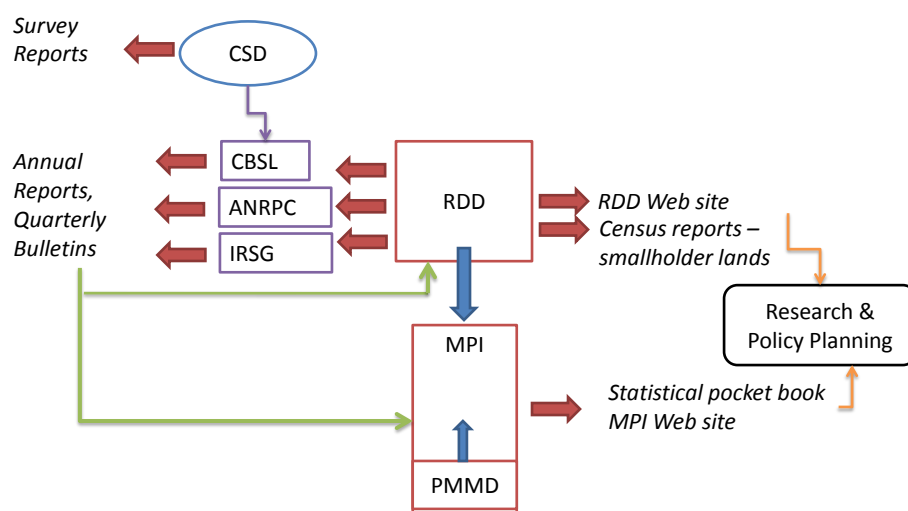 Survey
Reports
CSD
Annual
Reports,
Quarterly
Bulletins
CBSL
ANRPC
IRSG
RDD
RDD Web site
Census reports –
smallholder lands
Research &
Policy Planning
MPI
Statistical pocket book
MPI Web site
PMMD